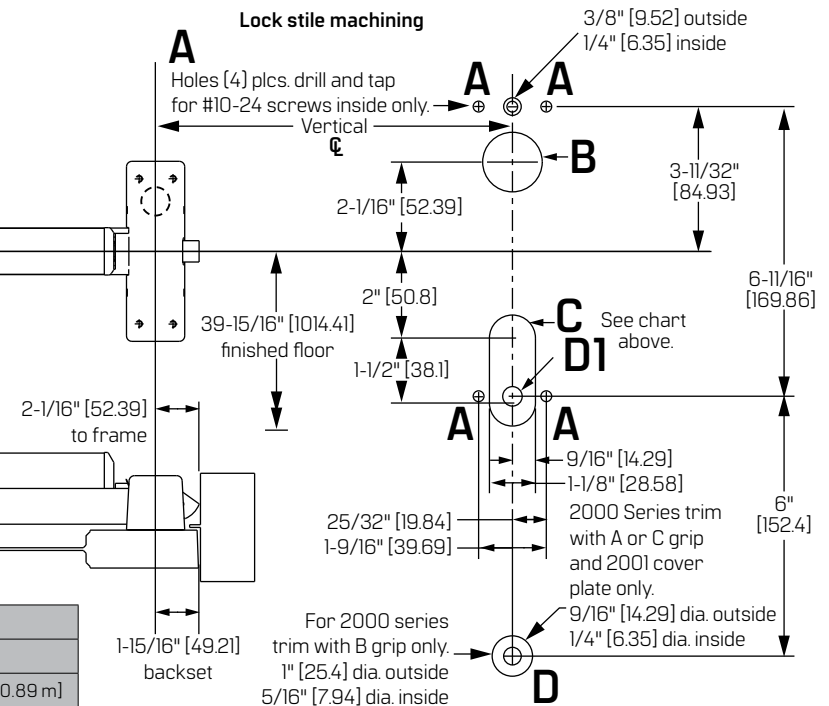 Lock stile machining
3/8" [9.52] outside
1/4" [6.35] inside
A
Holes (4) plcs. drill and tap
for #10-24 screws inside only.
A
A
Vertical
℄
B
2-1/16" [52.39]
3-11/32"
[84.93]
6-11/16"
[169.86]
2" [50.8]
39-15/16" [1014.41]
finished floor
C
See chart
above.
D1
1-1/2" [38.1]
2-1/16" [52.39]
to frame
A
A
9/16" [14.29]
1-1/8" [28.58]
25/32" [19.84]
1-9/16" [39.69]
2000 Series trim
with A or C grip
and 2001 cover
plate only.
6"
[152.4]
9/16" [14.29] dia. outside
1/4" [6.35] dia. inside
1-15/16" [49.21]
backset
For 2000 series
trim with B grip only.
1" [25.4] dia. outside
5/16" [7.94] dia. inside
D
0.89 m]